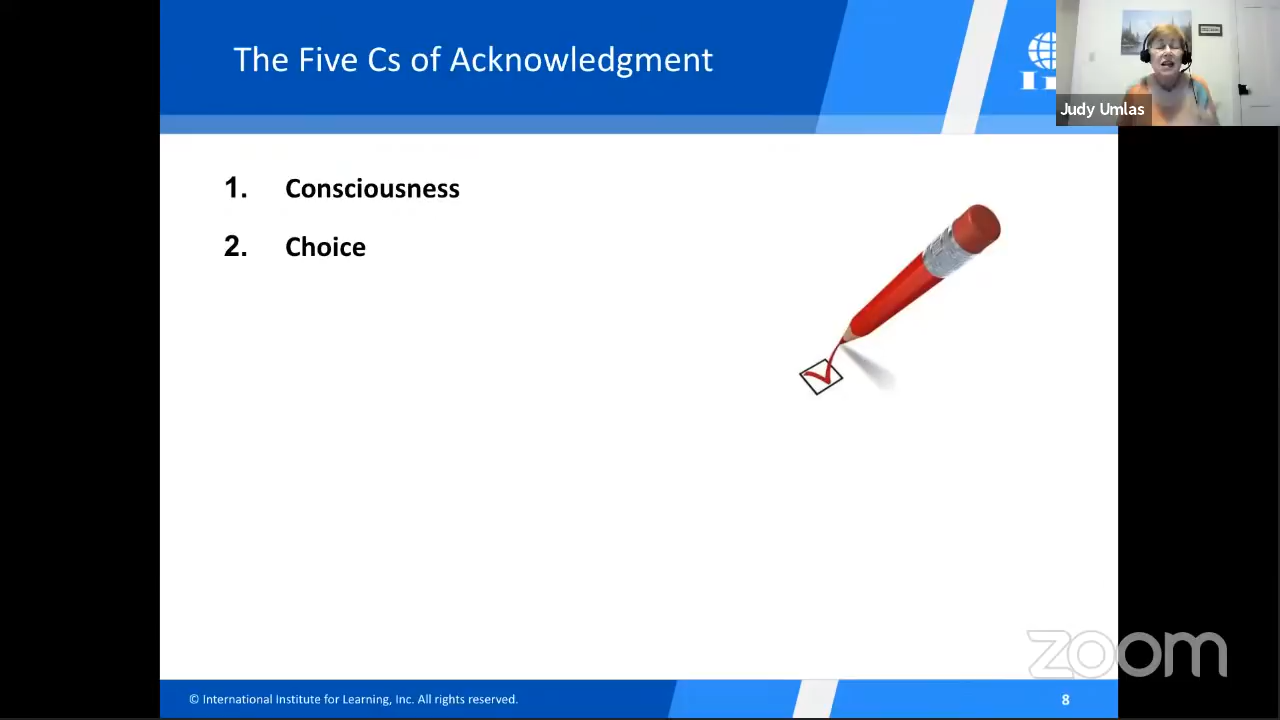 The Five Cs of Acknowledgment
Judy Umlas
1. Consciousness
2. Choice
zoom
© International Institute for Learning, Inc. All rights reserved.
8